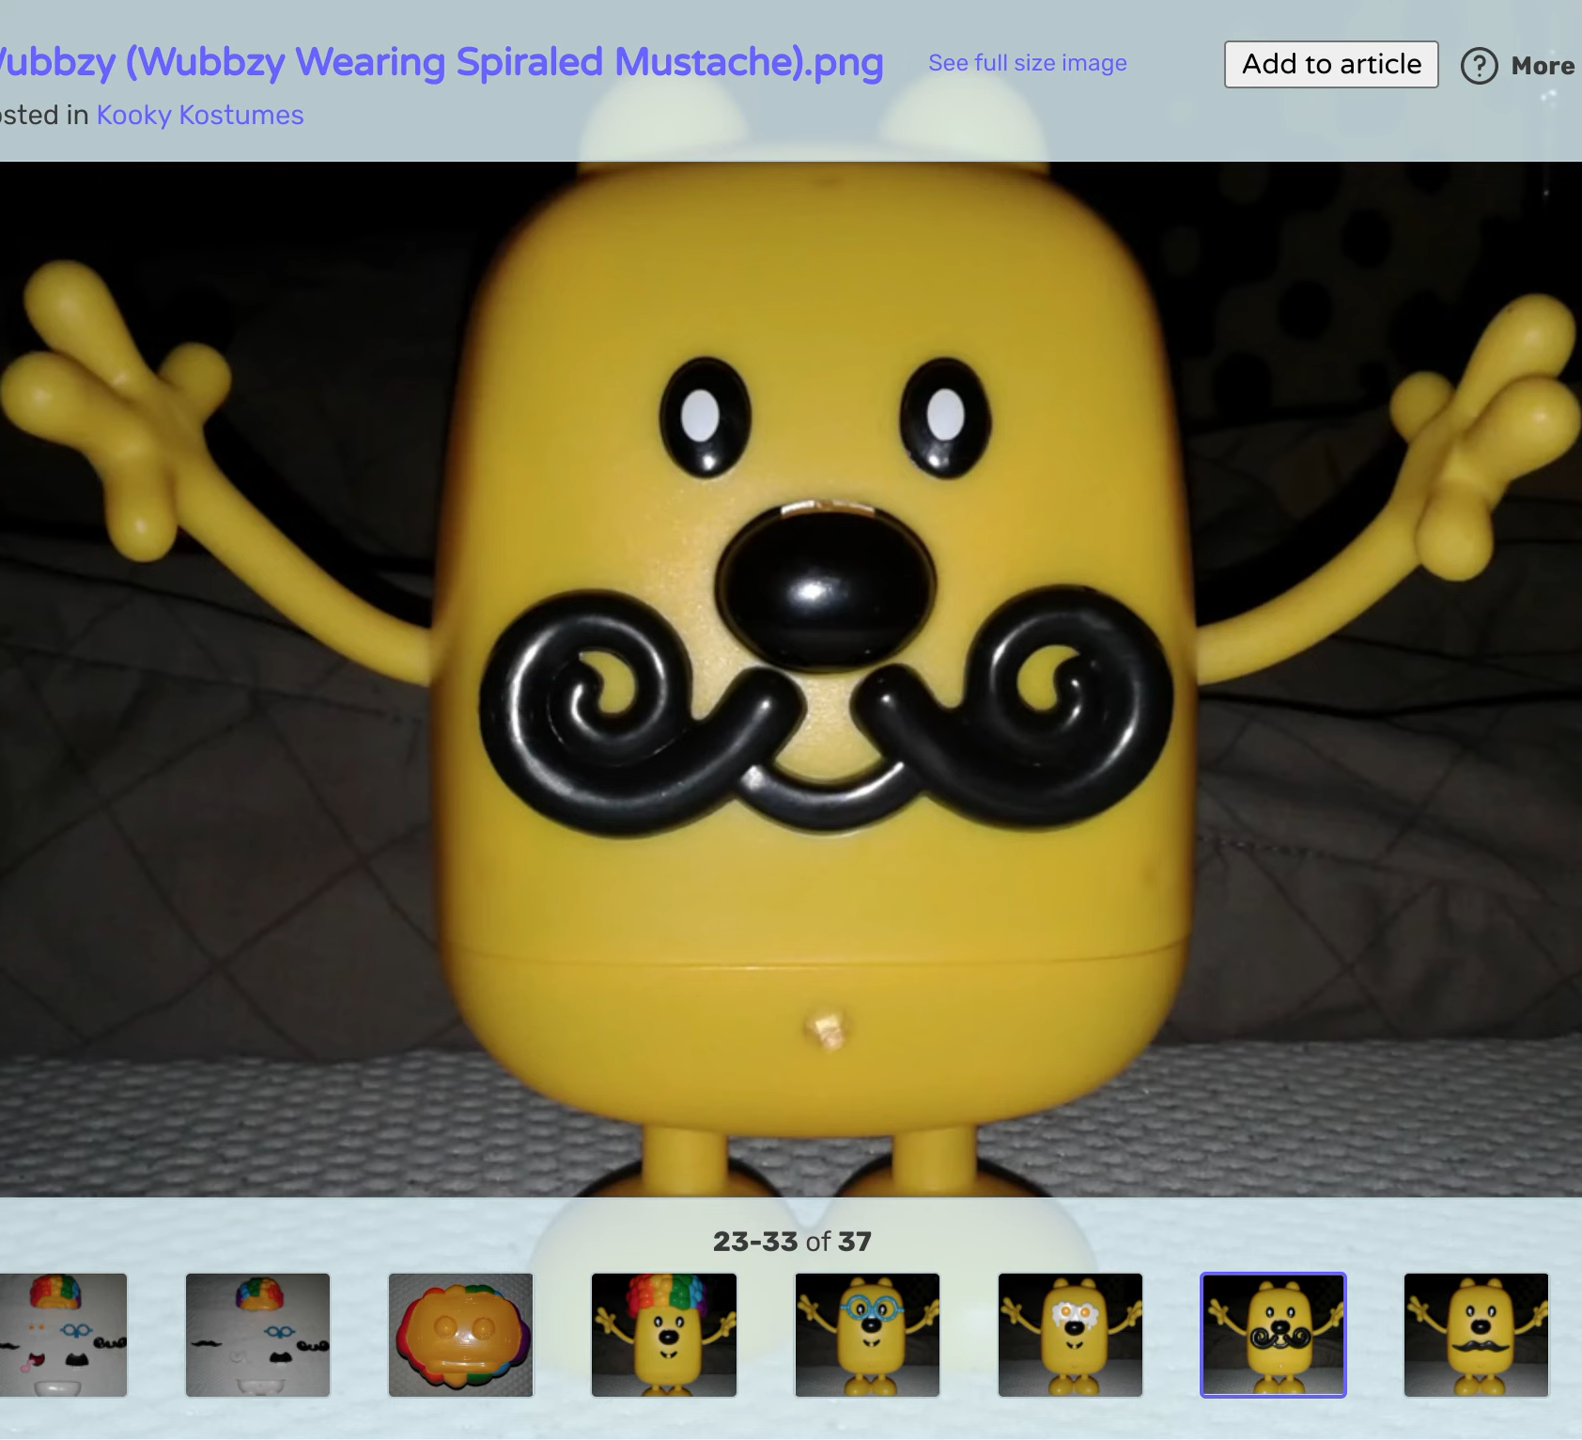 Wubbzy (Wubbzy Wearing Spiraled Mustache).png
See full size image
Add to article
? More
osted in Kooky Kostumes
23-33 of 37